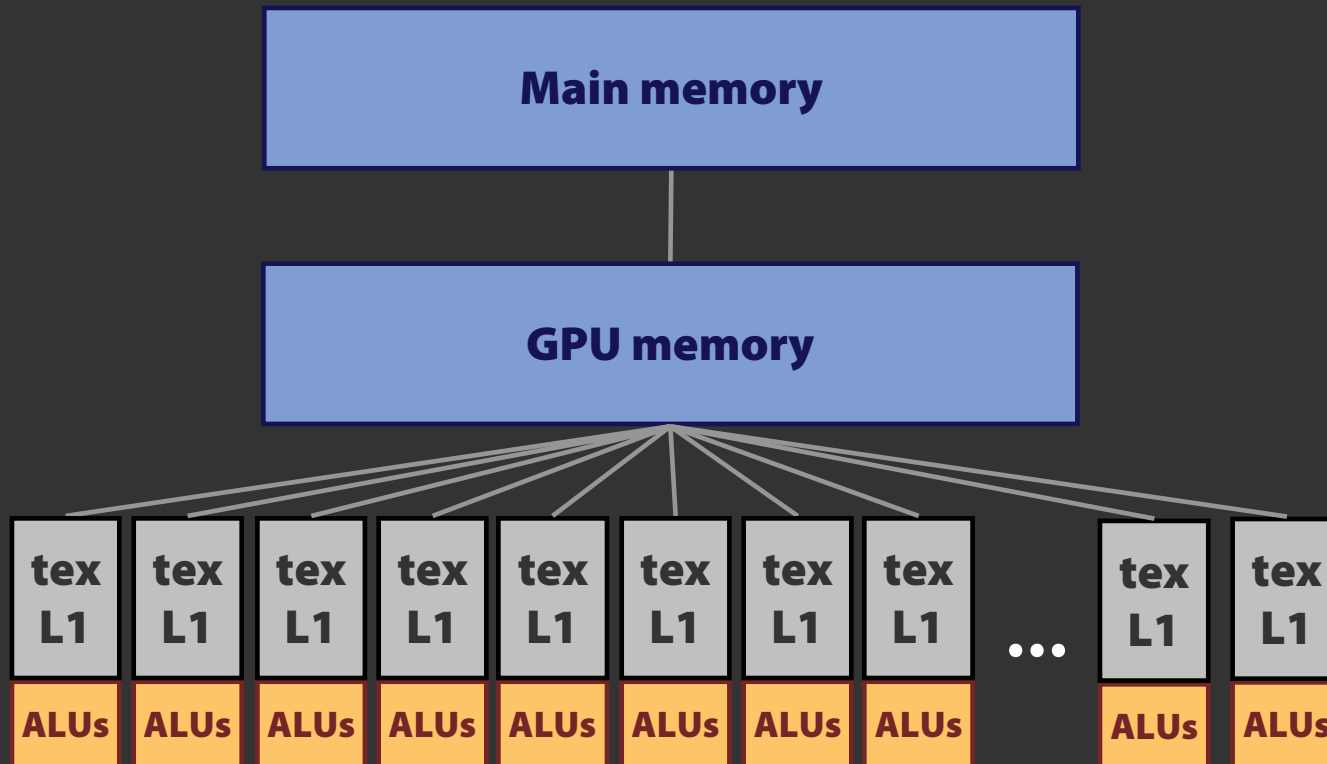 Main memory
GPU memory
tex tex tex tex tex tex tex tex tex tex
L1 L1 L1 L1 L1 L1 L1 L1 L1 L1
...
ALUs ALUs ALUs ALUs ALUs ALUs ALUs ALUs ALUs ALUs